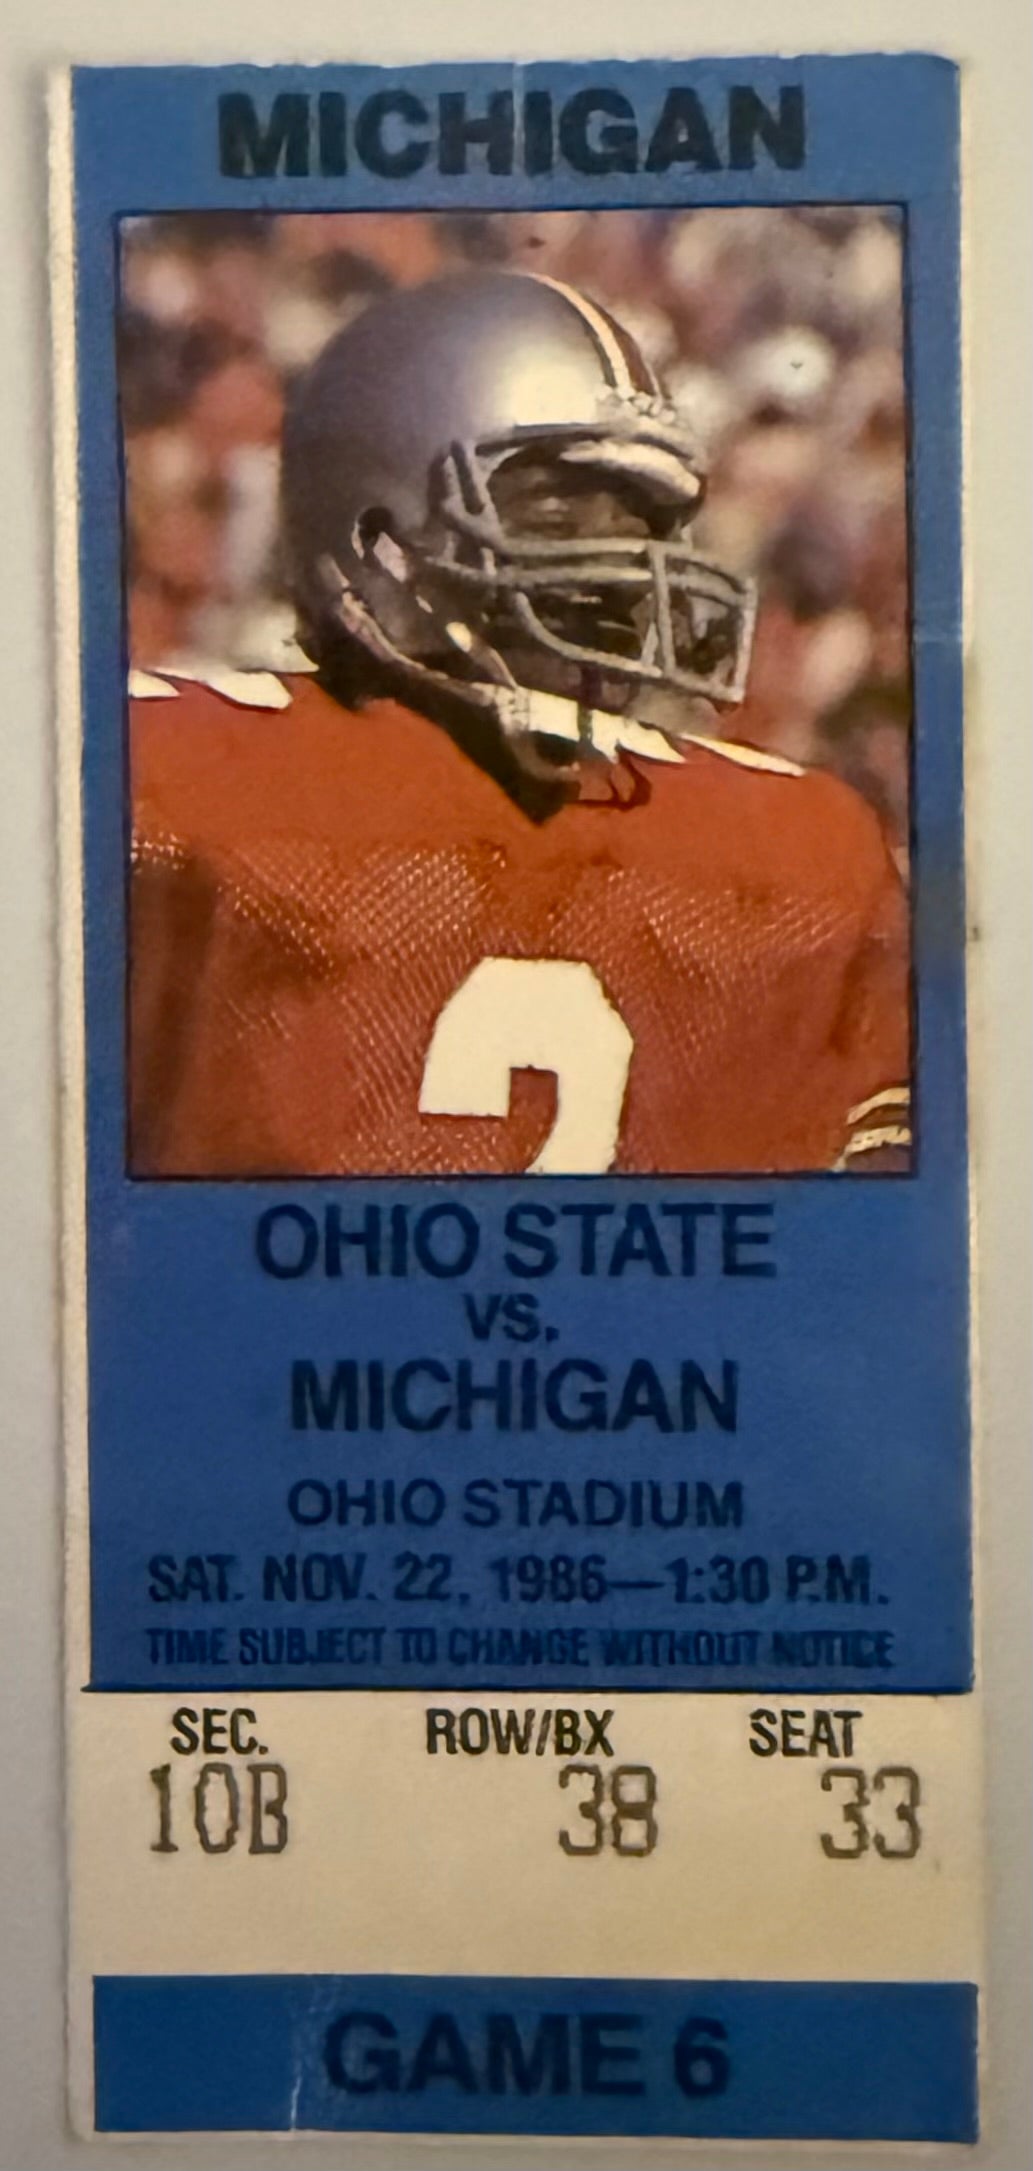 MICHIGAN
2
OHIO STATE
VS.
MICHIGAN
OHIO STADIUM
SAT. NOV. 22, 1986—1:30 P.M.
TIME SUBJECT TO CHANGE WITHOUT NOTICE
SEC. ROW/BX SEAT
10B 38 33
GAME 6